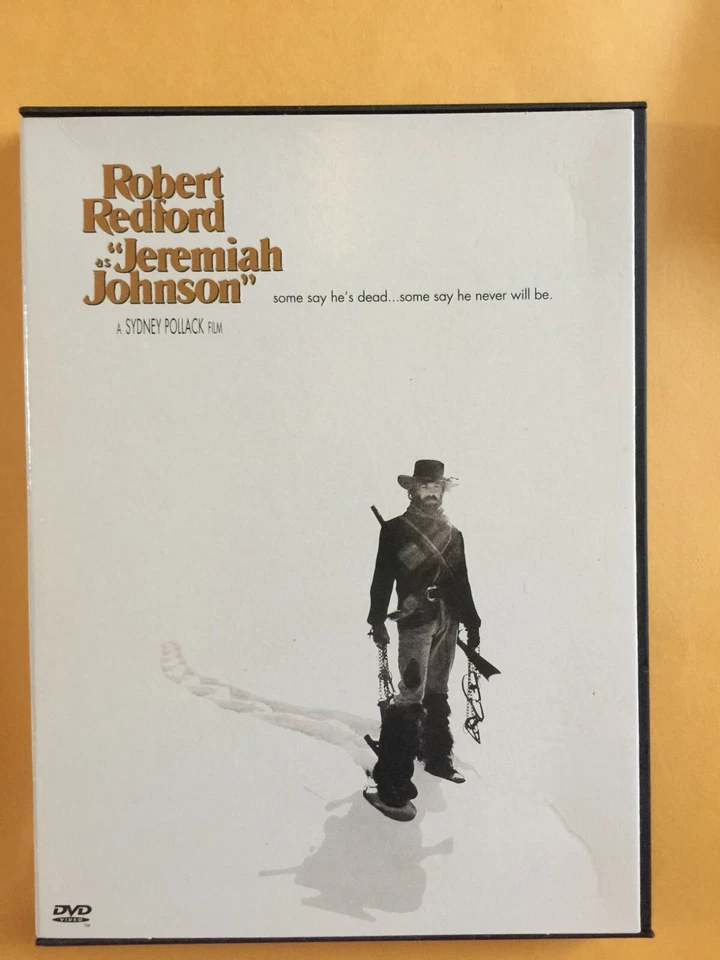 Robert
Redford
as "Jeremiah
Johnson"
some say he's dead...some say he never will be.
A SYDNEY POLLACK FILM
DVD
VIDEO
TM